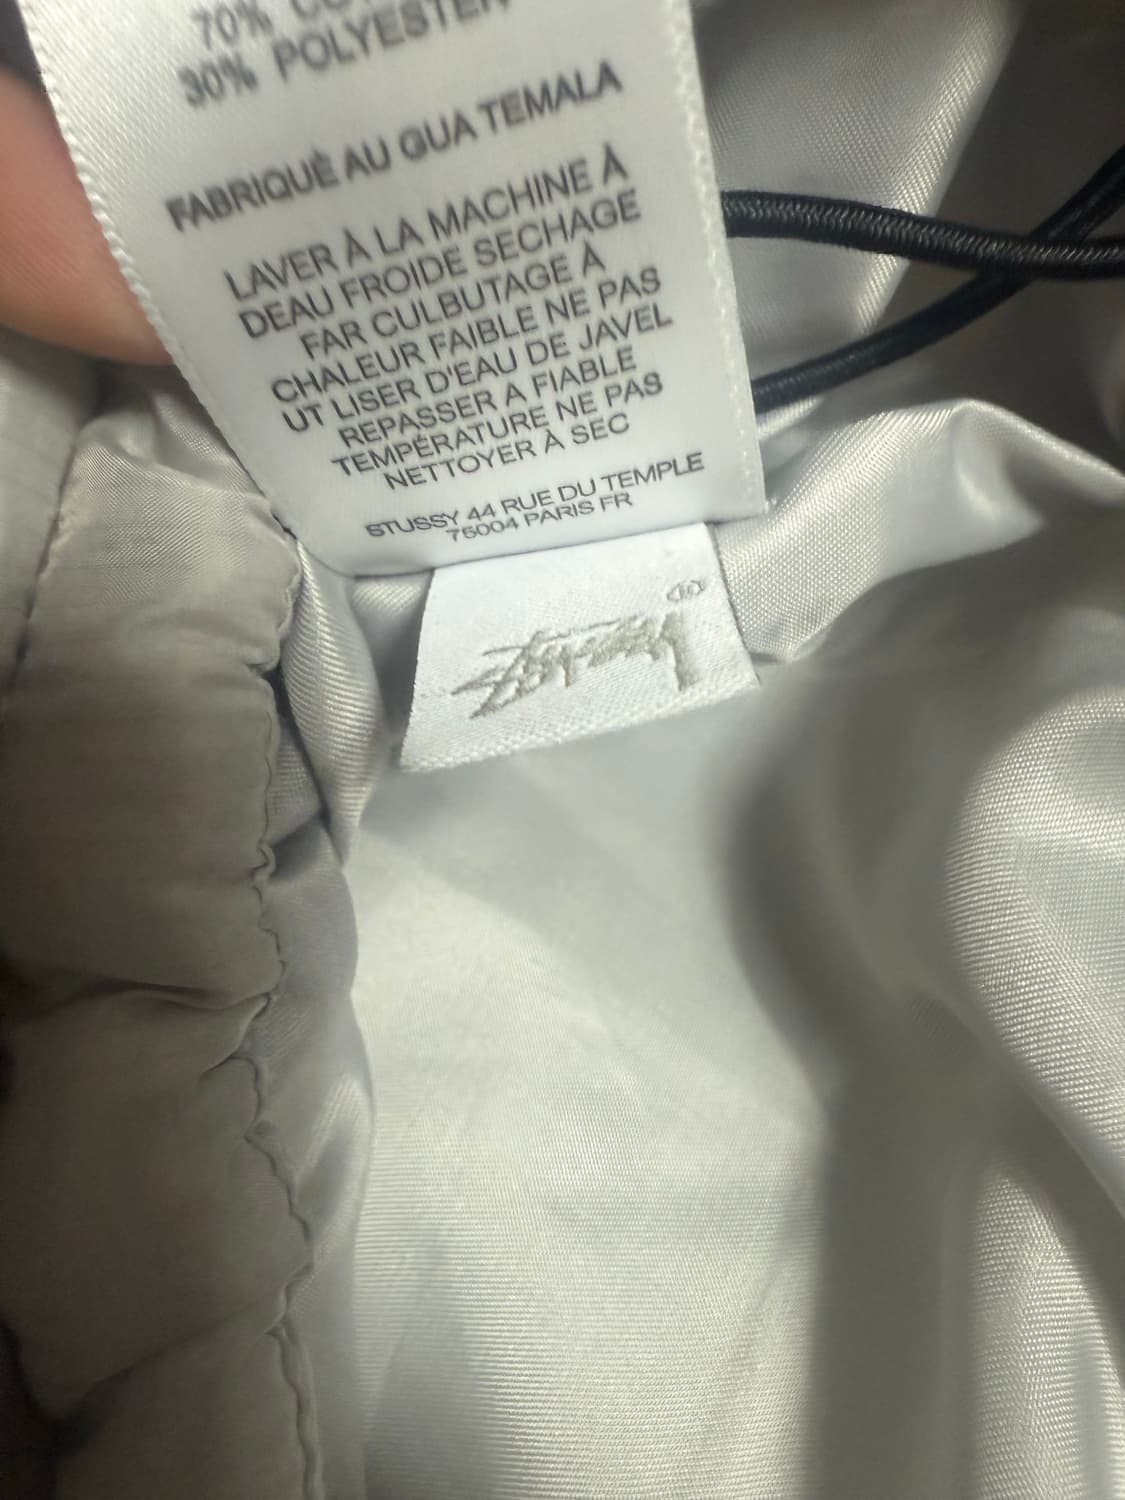 70%
30% POLYESTER
FABRIQUÈ AU GUA TEMALA
LAVER À LA MACHINE À
DEAU FROIDE SECHAGE
FAR CULBUTAGE À
CHALEUR FAIBLE NE PAS
UT LISER D'EAU DE JAVEL
REPASSER A FIABLE
TEMPÉRATURE NE PAS
NETTOYER À SEC
STUSSY 44 RUE DU TEMPLE
75004 PARIS FR
Stüssy